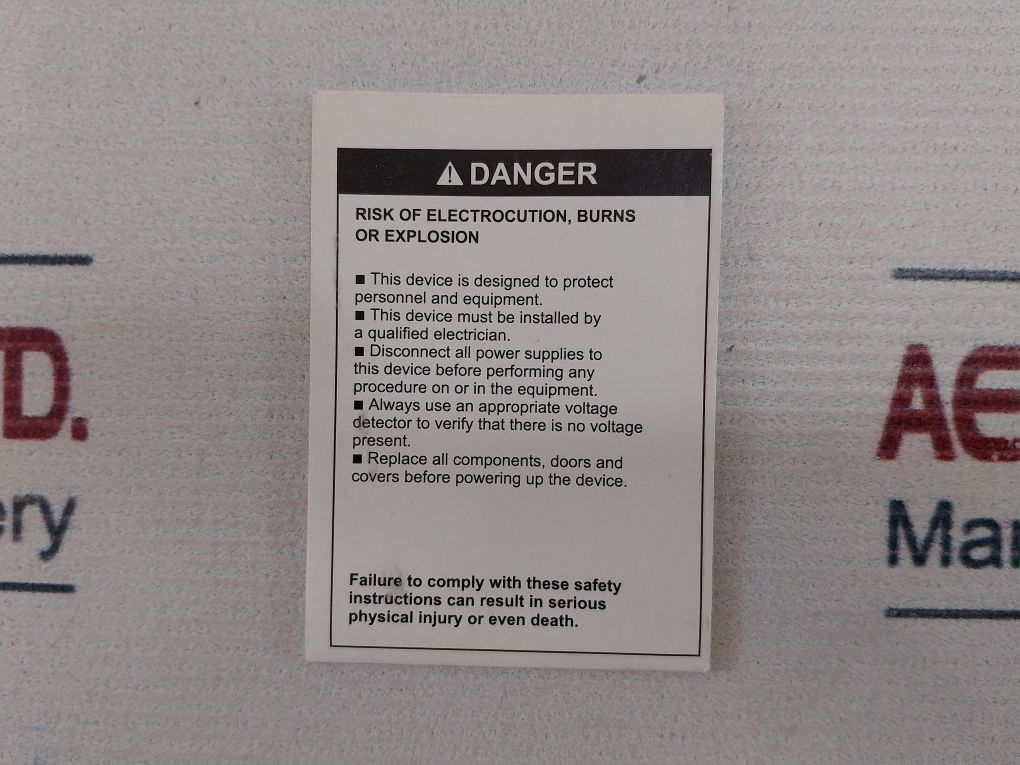 DANGER
RISK OF ELECTROCUTION, BURNS
OR EXPLOSION
■ This device is designed to protect
personnel and equipment.
■ This device must be installed by
a qualified electrician.
■ Disconnect all power supplies to
this device before performing any
procedure on or in the equipment.
■ Always use an appropriate voltage
detector to verify that there is no voltage
present.
■ Replace all components, doors and
covers before powering up the device.
Failure to comply with these safety
instructions can result in serious
physical injury or even death.